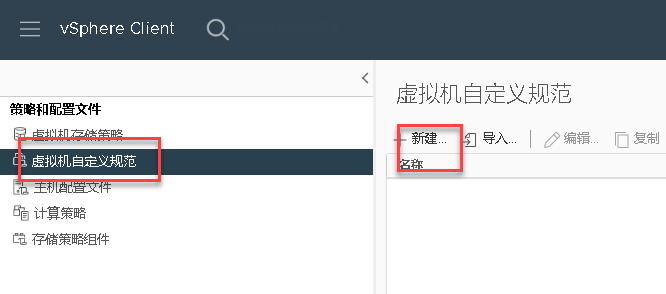 vSphere Client
策略和配置文件
虚拟机存储策略
虚拟机自定义规范
主机配置文件
计算策略
存储策略组件
虚拟机自定义规范
新建... 导入... 编辑... 复制
名称